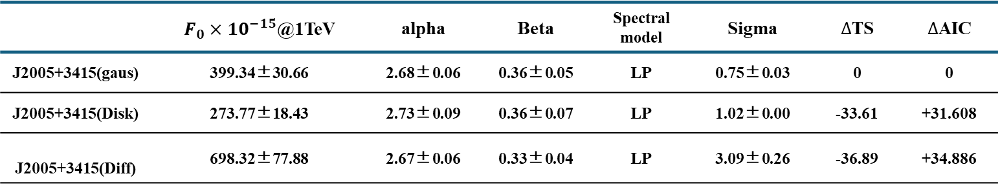 𝑭𝟎 × 𝟏𝟎⁻¹⁵@1TeV alpha Beta Spectral model Sigma ΔTS ΔAIC
J2005+3415(gaus) 399.34±30.66 2.68±0.06 0.36±0.05 LP 0.75±0.03 0 0
J2005+3415(Disk) 273.77±18.43 2.73±0.09 0.36±0.07 LP 1.02±0.00 -33.61 +31.608
J2005+3415(Diff) 698.32±77.88 2.67±0.06 0.33±0.04 LP 3.09±0.26 -36.89 +34.886